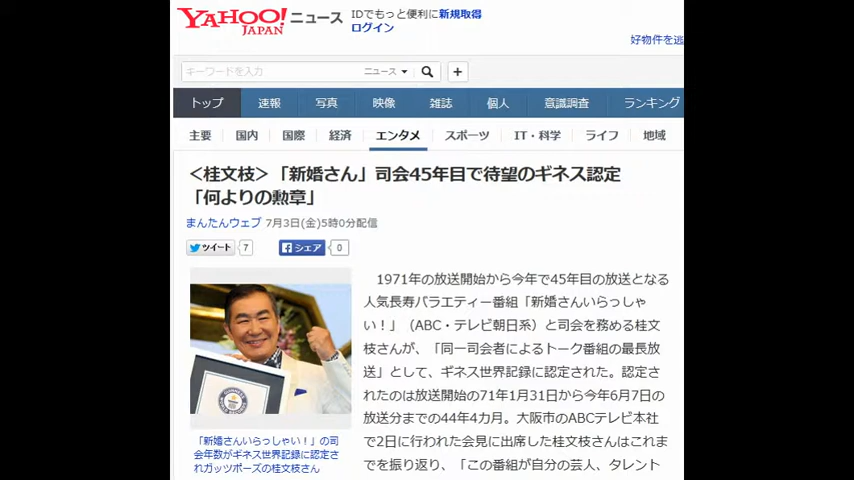 YAHOO! JAPAN ニュース
IDでもっと便利に新規取得
ログイン
好物件を逃
キーワードを入力
ニュース
トップ 速報 写真 映像 雑誌 個人 意識調査 ランキング
主要 国内 国際 経済 エンタメ スポーツ IT・科学 ライフ 地域
<桂文枝>「新婚さん」司会45年目で待望のギネス認定
「何よりの勲章」
まんたんウェブ 7月3日(金)5時0分配信
ツイート 7 シェア 0
1971年の放送開始から今年で45年目の放送となる
人気長寿バラエティー番組「新婚さんいらっしゃ
い！」（ABC・テレビ朝日系）と司会を務める桂文
枝さんが、「同一司会者によるトーク番組の最長放
送」として、ギネス世界記録に認定された。認定さ
れたのは放送開始の71年1月31日から今年6月7日の
放送分までの44年4カ月。大阪市のABCテレビ本社
で2日に行われた会見に出席した桂文枝さんはこれま
でを振り返り、「この番組が自分の芸人、タレント
「新婚さんいらっしゃい！」の司
会年数がギネス世界記録に認定さ
れガッツポーズの桂文枝さん